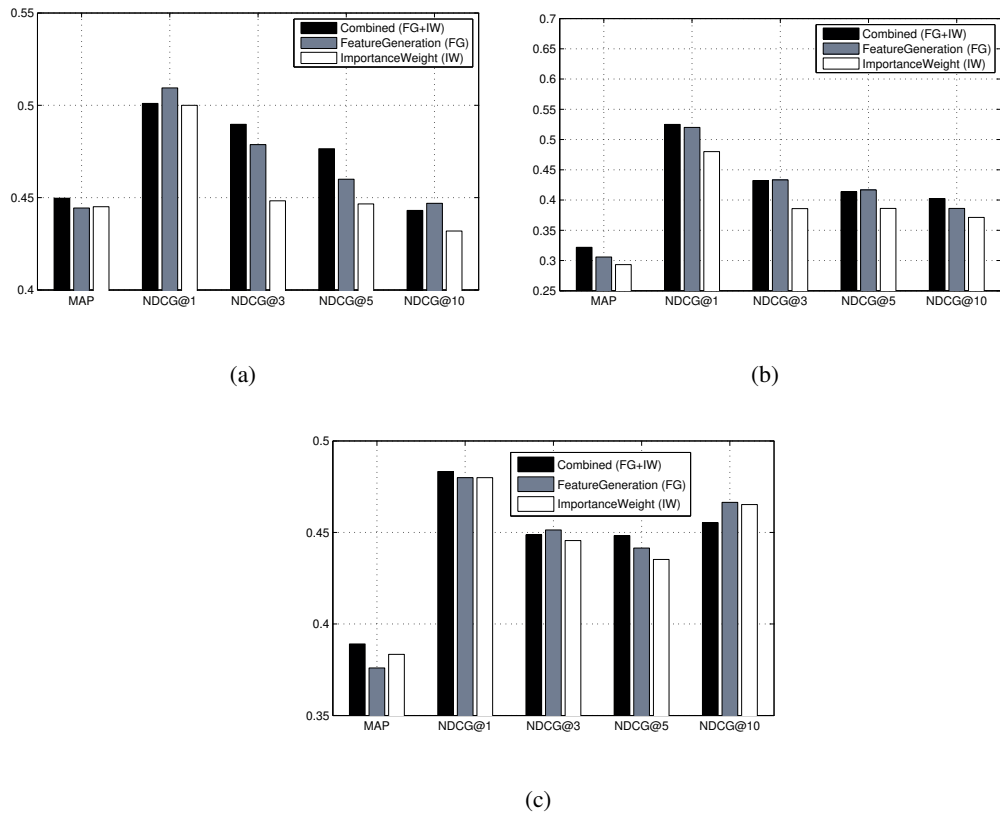 0.55
0.5
0.45
0.4
Combined (FG+IW)
FeatureGeneration (FG)
ImportanceWeight (IW)
MAP NDCG@1 NDCG@3 NDCG@5 NDCG@10
(a)
0.7
0.65
0.6
0.55
0.5
0.45
0.4
0.35
0.3
0.25
Combined (FG+IW)
FeatureGeneration (FG)
ImportanceWeight (IW)
MAP NDCG@1 NDCG@3 NDCG@5 NDCG@10
(b)
0.5
0.45
0.4
0.35
Combined (FG+IW)
FeatureGeneration (FG)
ImportanceWeight (IW)
MAP NDCG@1 NDCG@3 NDCG@5 NDCG@10
(c)